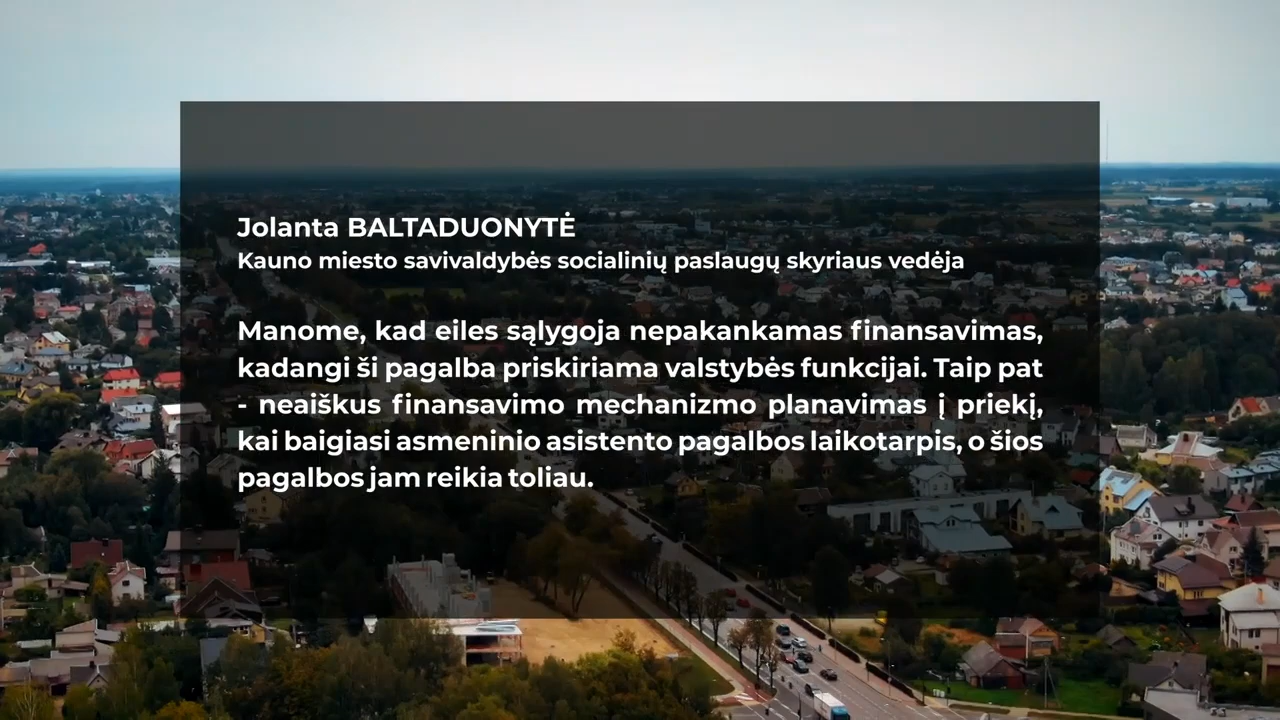 Jolanta BALTADUONYTĖ
Kauno miesto savivaldybės socialinių paslaugų skyriaus vedėja
Manome, kad eiles sąlygoja nepakankamas finansavimas,
kadangi ši pagalba priskiriama valstybės funkcijai. Taip pat
- neaiškus finansavimo mechanizmo planavimas į priekį,
kai baigiasi asmeninio asistento pagalbos laikotarpis, o šios
pagalbos jam reikia toliau.